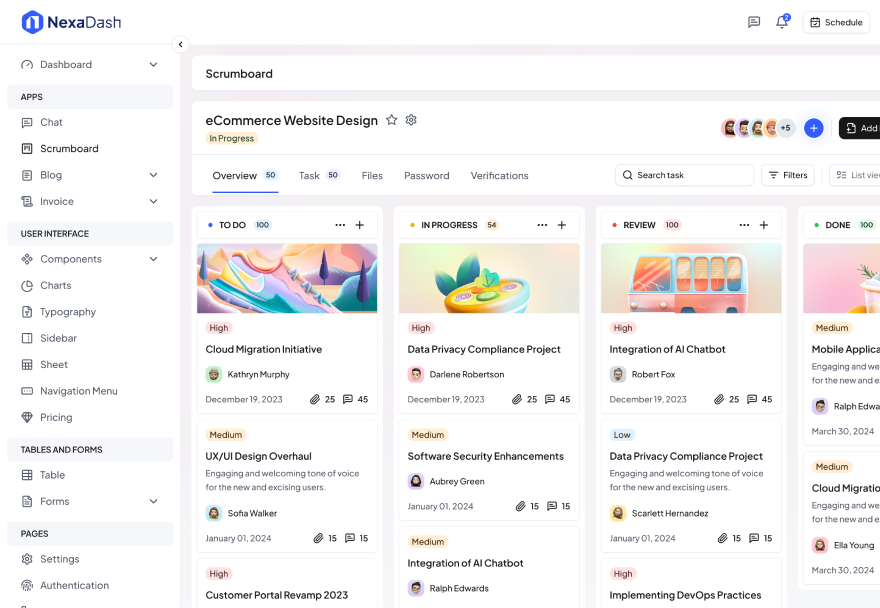 NexaDash
2
Schedule
Dashboard
APPS
Chat
Scrumboard
Blog
Invoice
USER INTERFACE
Components
Charts
Typography
Sidebar
Sheet
Navigation Menu
Pricing
TABLES AND FORMS
Table
Forms
PAGES
Settings
Authentication
Scrumboard
eCommerce Website Design
In Progress
+5
Add
Overview 50
Task 50
Files
Password
Verifications
Search task
Filters
List view
TO DO 100
High
Cloud Migration Initiative
Kathryn Murphy
December 19, 2023 25 45
Medium
UX/UI Design Overhaul
Engaging and welcoming tone of voice
for the new and excising users.
Sofia Walker
January 01, 2024 15 15
High
Customer Portal Revamp 2023
IN PROGRESS 54
High
Data Privacy Compliance Project
Darlene Robertson
December 19, 2023 25 45
Medium
Software Security Enhancements
Aubrey Green
January 01, 2024 15 15
Medium
Integration of AI Chatbot
Ralph Edwards
REVIEW 100
High
Integration of AI Chatbot
Robert Fox
December 19, 2023 25 45
Low
Data Privacy Compliance Project
Engaging and welcoming tone of voice
for the new and excising users.
Scarlett Hernandez
January 01, 2024 15 15
High
Implementing DevOps Practices
DONE 100
Medium
Mobile Applica
Engaging and we
for the new and e
Ralph Edwa
March 30, 2024
Medium
Cloud Migratio
Engaging and we
for the new and e
Ella Young
March 30, 2024